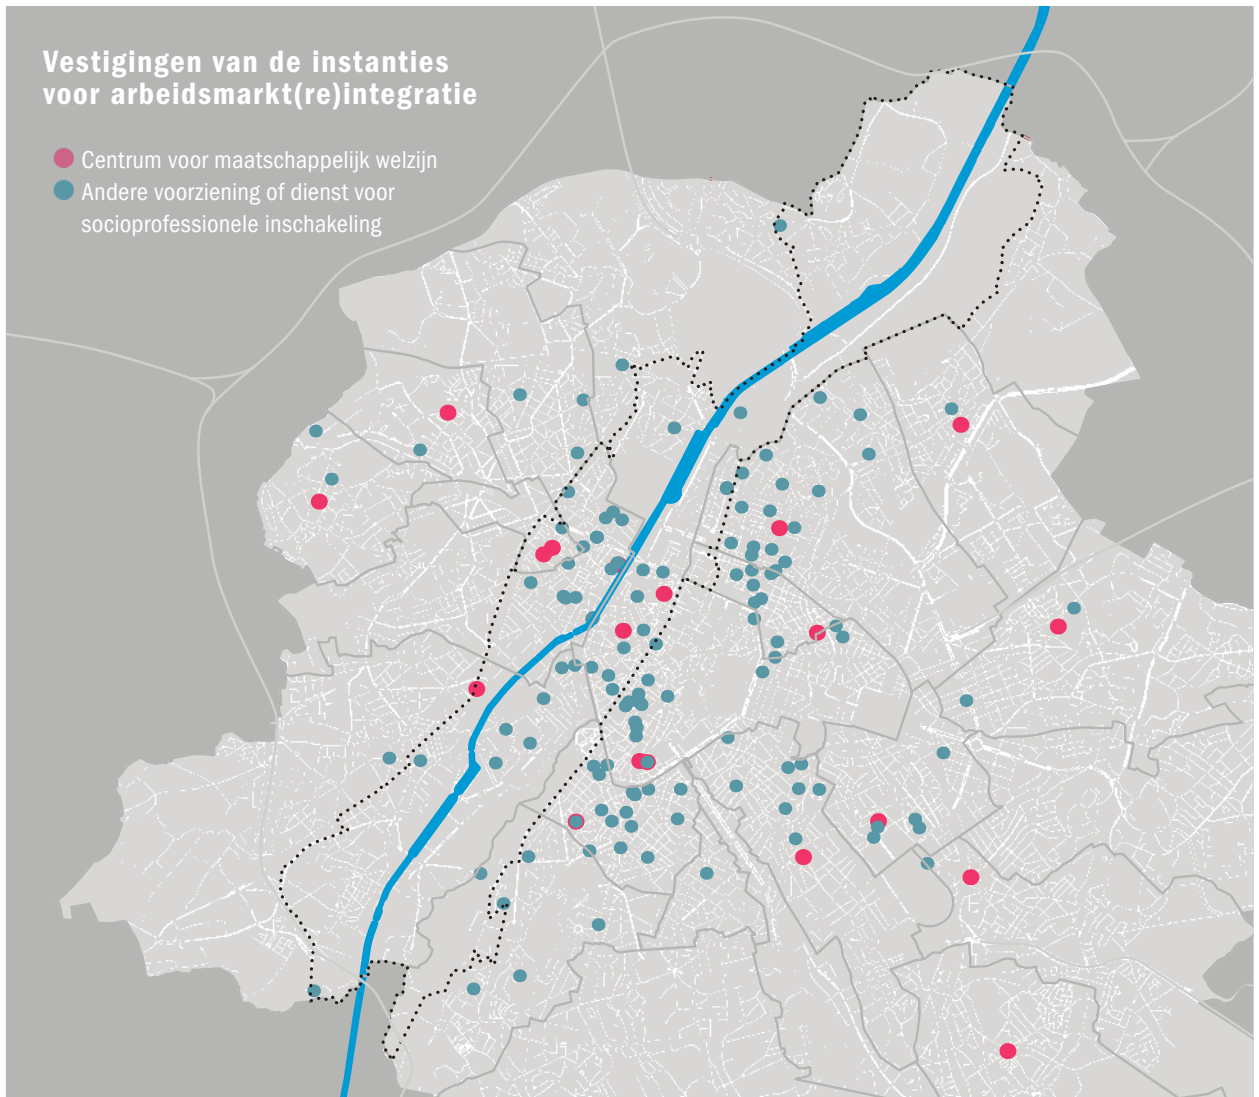 Vestigingen van de instanties
voor arbeidsmarkt(re)integratie
Centrum voor maatschappelijk welzijn
Andere voorziening of dienst voor
socioprofessionele inschakeling